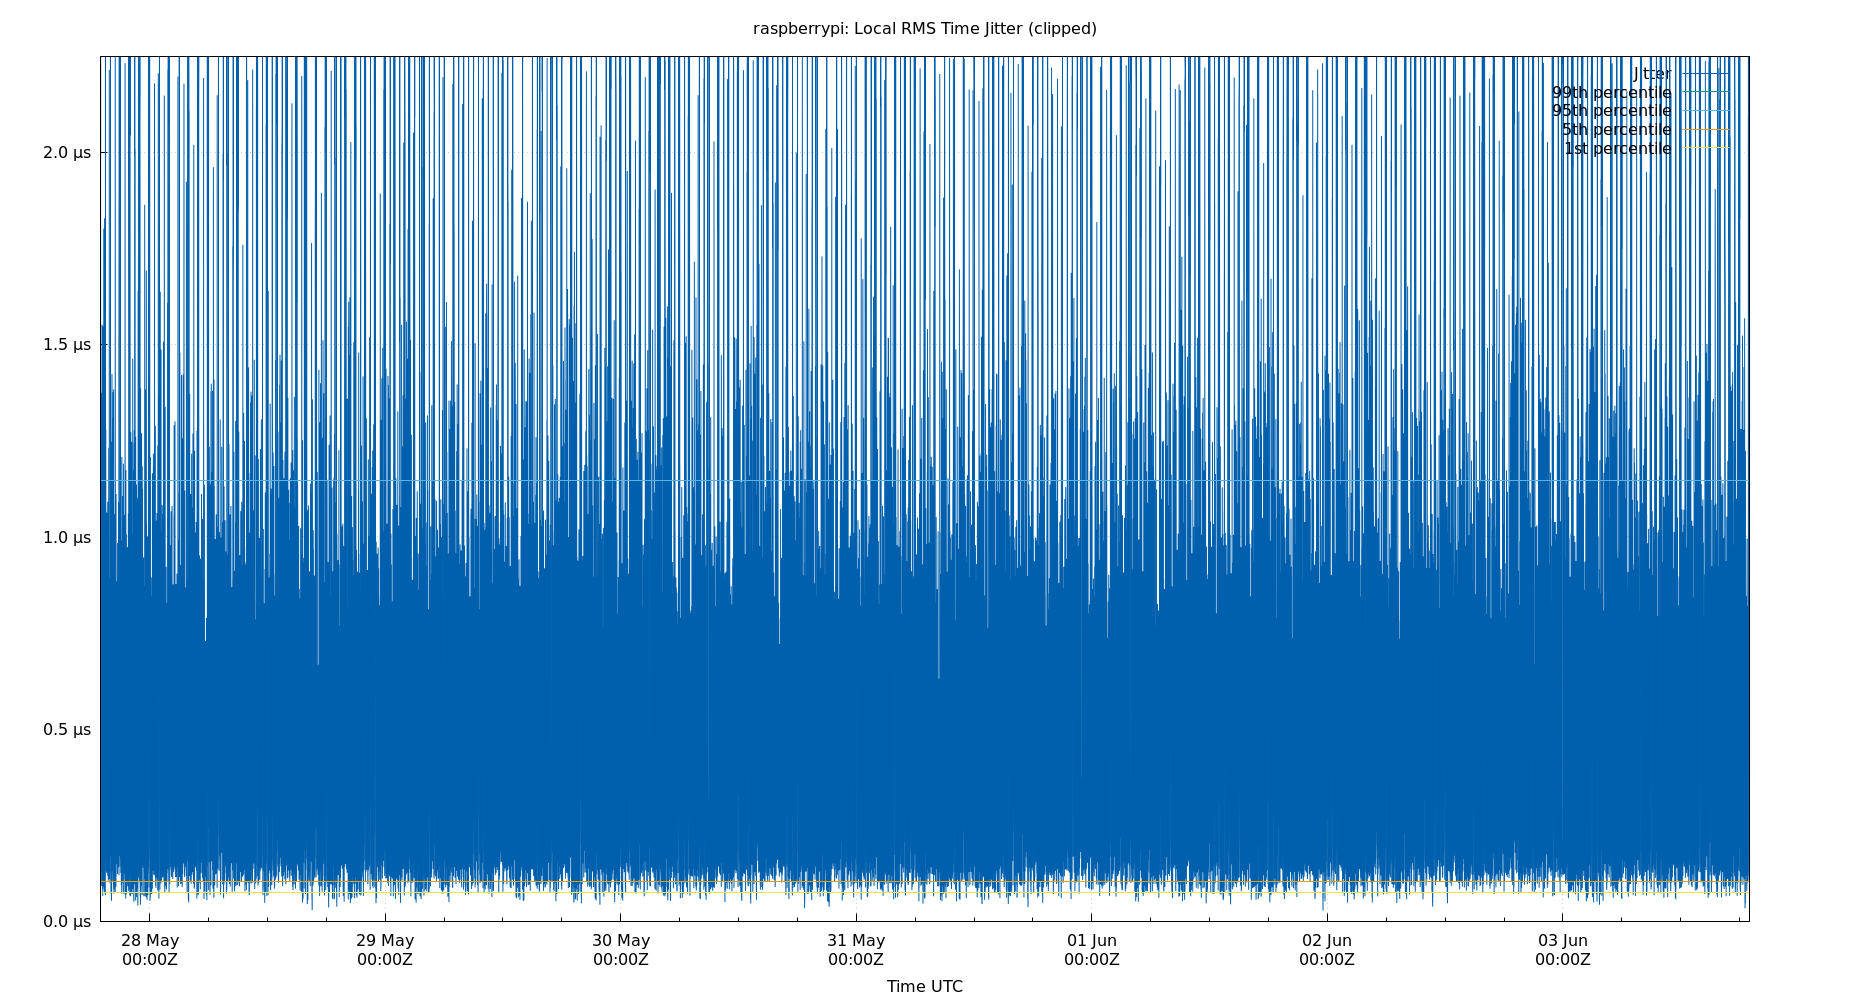 raspberrypi: Local RMS Time Jitter (clipped)
Jitter
99th percentile
95th percentile
5th percentile
1st percentile
2.0 μs
1.5 μs
1.0 μs
0.5 μs
0.0 μs
28 May 29 May 30 May 31 May 01 Jun 02 Jun 03 Jun
00:00Z 00:00Z 00:00Z 00:00Z 00:00Z 00:00Z 00:00Z
Time UTC